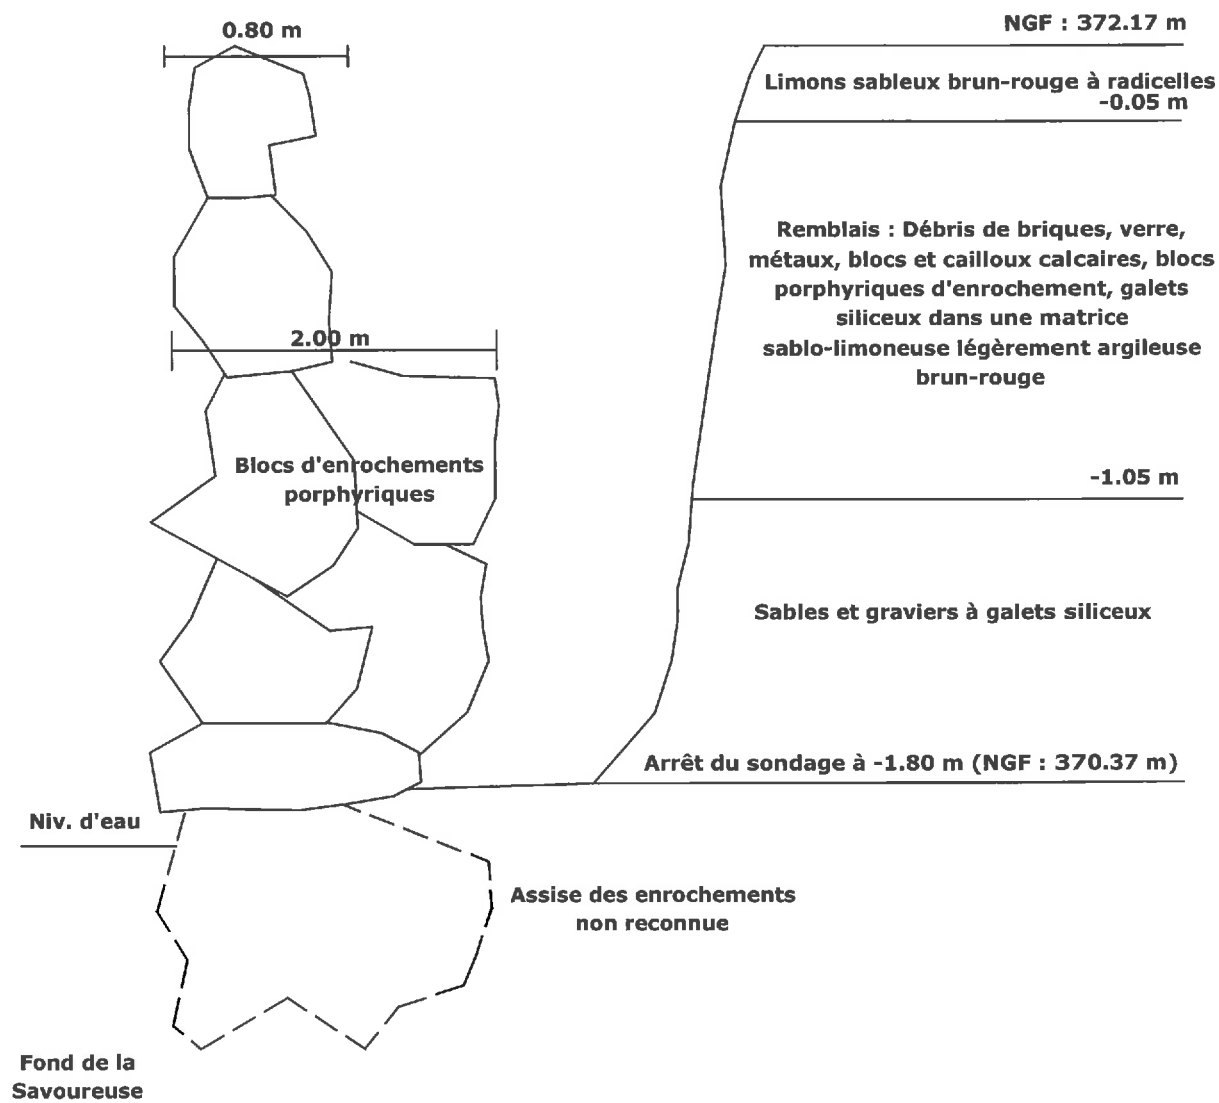 0.80 m
NGF : 372.17 m
Limons sableux brun-rouge à radicelles
-0.05 m
Remblais : Débris de briques, verre,
métaux, blocs et cailloux calcaires, blocs
porphyriques d'enrochement, galets
siliceux dans une matrice
sablo-limoneuse légèrement argileuse
brun-rouge
2.00 m
Blocs d'enrochements
porphyriques
-1.05 m
Sables et graviers à galets siliceux
Arrêt du sondage à -1.80 m (NGF : 370.37 m)
Niv. d'eau
Assise des enrochements
non reconnue
Fond de la
Savoureuse